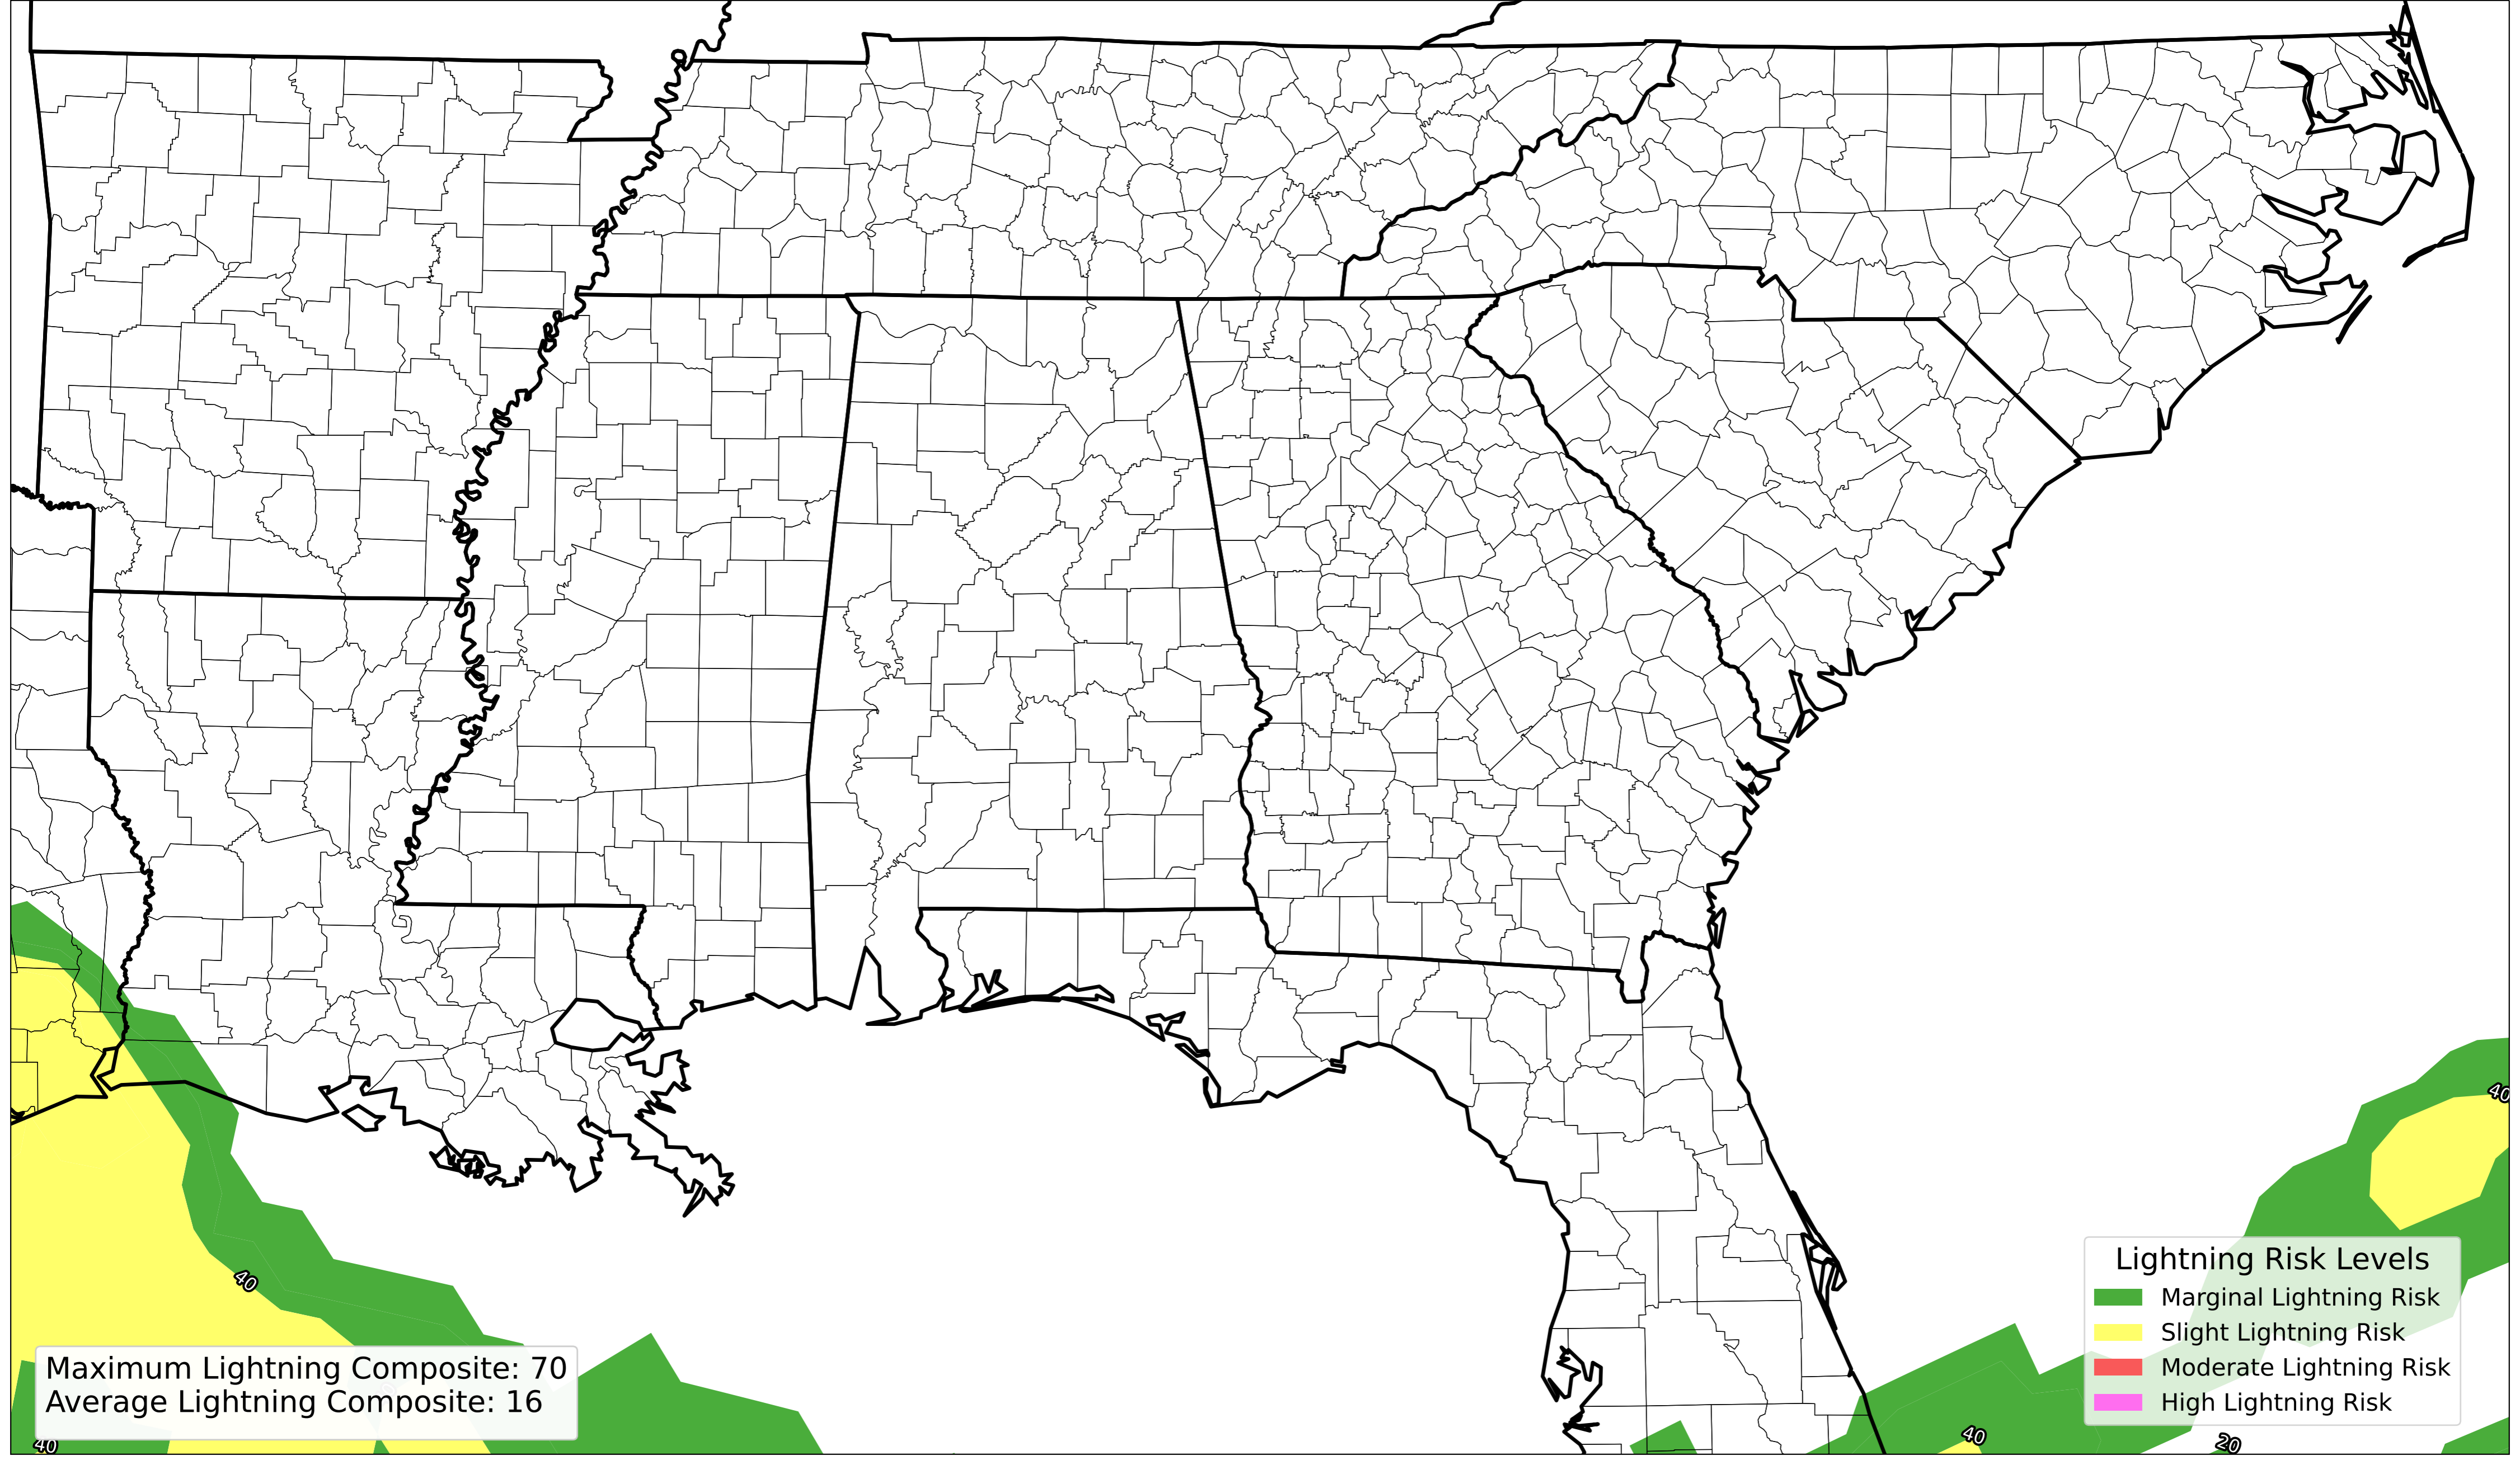 40
40
Lightning Risk Levels
Marginal Lightning Risk
Slight Lightning Risk
Moderate Lightning Risk
High Lightning Risk
Maximum Lightning Composite: 70
Average Lightning Composite: 16
40
40
20